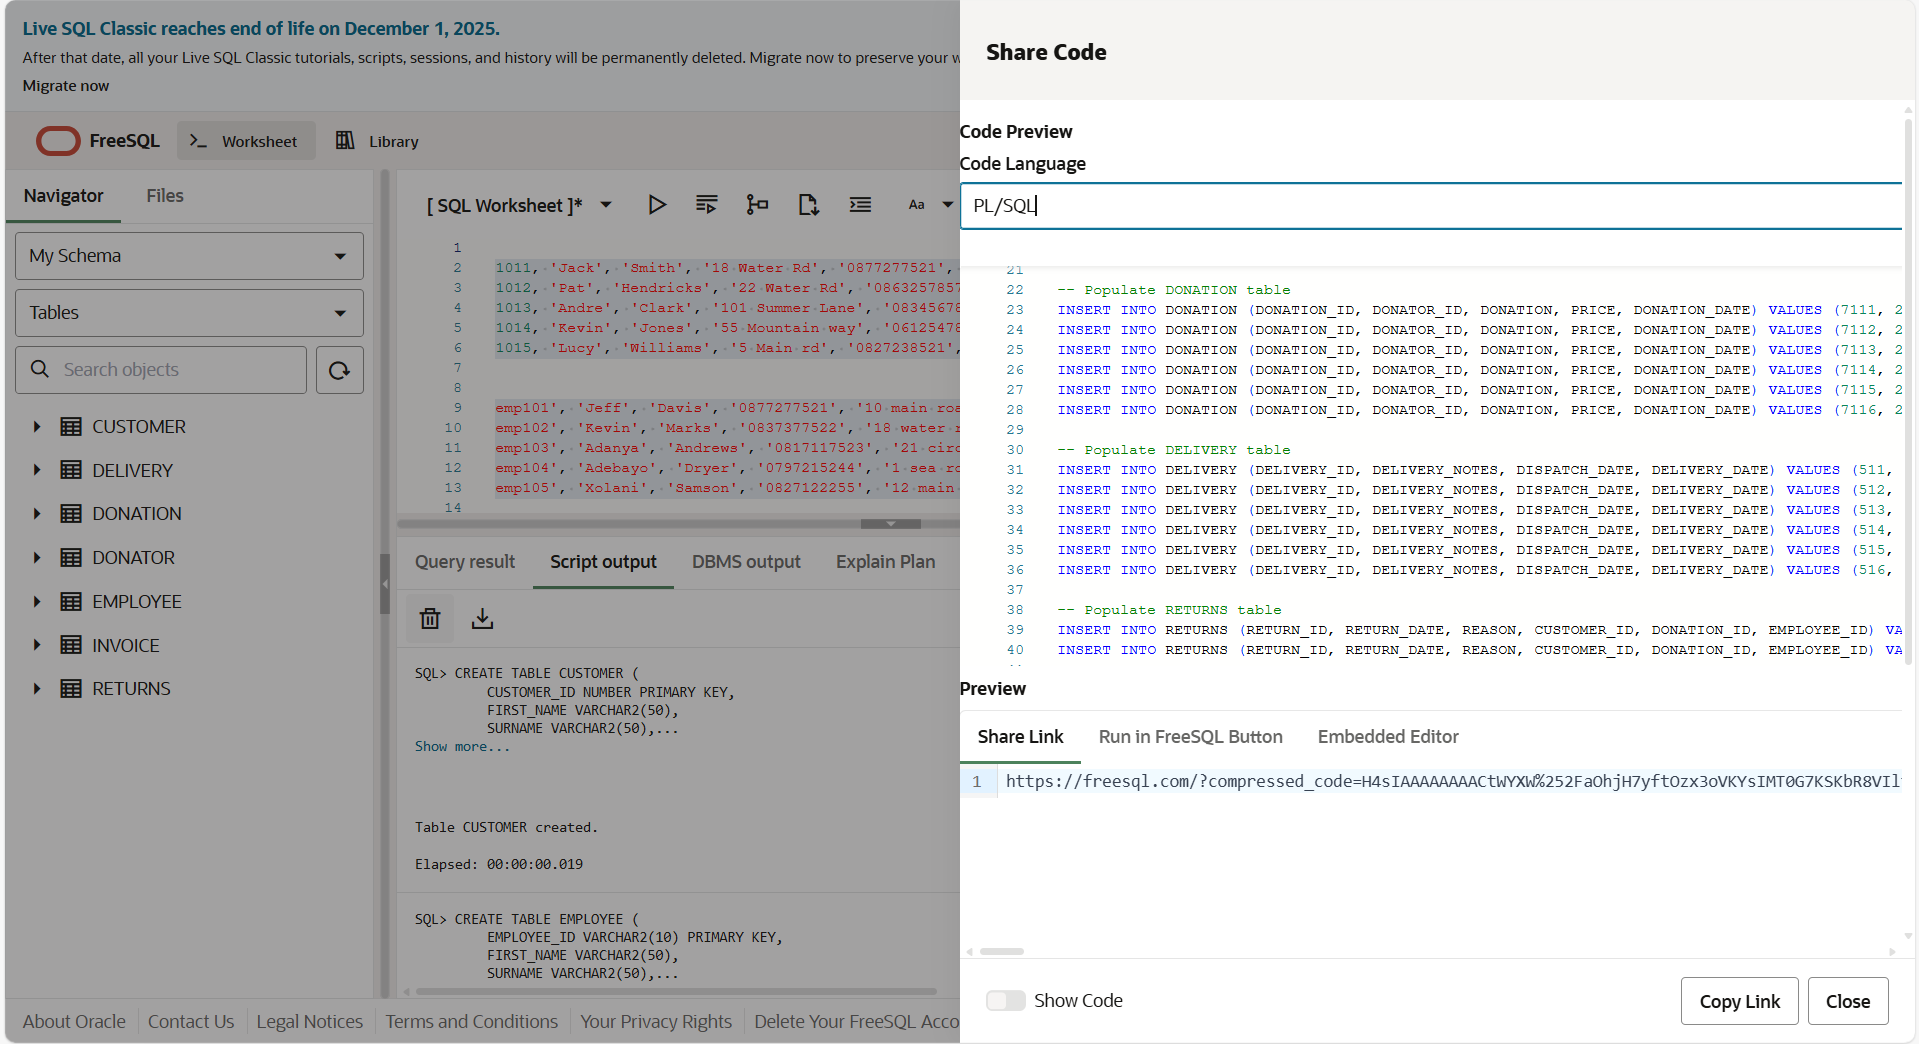 Live SQL Classic reaches end of life on December 1, 2025.
After that date, all your Live SQL Classic tutorials, scripts, sessions, and history will be permanently deleted. Migrate now to preserve your
Migrate now
FreeSQL
Worksheet
Library
Navigator
Files
My Schema
Tables
Search objects
CUSTOMER
DELIVERY
DONATION
DONATOR
EMPLOYEE
INVOICE
RETURNS
[ SQL Worksheet ]*
Aa
1
2 1011, 'Jack', 'Smith', '18 Water Rd', '0877277521',
3 1012, 'Pat', 'Hendricks', '22 Water Rd', '0863257857
4 1013, 'Andre', 'Clark', '101 Summer Lane', '08345678
5 1014, 'Kevin', 'Jones', '55 Mountain way', '06125478
6 1015, 'Lucy', 'Williams', '5 Main rd', '0827238521',
7
8
9 emp101', 'Jeff', 'Davis', '0877277521', '10 main roa
10 emp102', 'Kevin', 'Marks', '0837377522', '18 water r
11 emp103', 'Adanya', 'Andrews', '0817117523', '21 circ
12 emp104', 'Adebayo', 'Dryer', '0797215244', '1 sea ro
13 emp105', 'Xolani', 'Samson', '0827122255', '12 main
14
Query result
Script output
DBMS output
Explain Plan
SQL> CREATE TABLE CUSTOMER (
CUSTOMER_ID NUMBER PRIMARY KEY,
FIRST_NAME VARCHAR2(50),
SURNAME VARCHAR2(50),...
Show more...
Table CUSTOMER created.
Elapsed: 00:00:00.019
SQL> CREATE TABLE EMPLOYEE (
EMPLOYEE_ID VARCHAR2(10) PRIMARY KEY,
FIRST_NAME VARCHAR2(50),
SURNAME VARCHAR2(50),...
About Oracle
Contact Us
Legal Notices
Terms and Conditions
Your Privacy Rights
Delete Your FreeSQL Acco
Share Code
Code Preview
Code Language
PL/SQL
21
22 -- Populate DONATION table
23 INSERT INTO DONATION (DONATION_ID, DONATOR_ID, DONATION, PRICE, DONATION_DATE) VALUES (7111, 2
24 INSERT INTO DONATION (DONATION_ID, DONATOR_ID, DONATION, PRICE, DONATION_DATE) VALUES (7112, 2
25 INSERT INTO DONATION (DONATION_ID, DONATOR_ID, DONATION, PRICE, DONATION_DATE) VALUES (7113, 2
26 INSERT INTO DONATION (DONATION_ID, DONATOR_ID, DONATION, PRICE, DONATION_DATE) VALUES (7114, 2
27 INSERT INTO DONATION (DONATION_ID, DONATOR_ID, DONATION, PRICE, DONATION_DATE) VALUES (7115, 2
28 INSERT INTO DONATION (DONATION_ID, DONATOR_ID, DONATION, PRICE, DONATION_DATE) VALUES (7116, 2
29
30 -- Populate DELIVERY table
31 INSERT INTO DELIVERY (DELIVERY_ID, DELIVERY_NOTES, DISPATCH_DATE, DELIVERY_DATE) VALUES (511,
32 INSERT INTO DELIVERY (DELIVERY_ID, DELIVERY_NOTES, DISPATCH_DATE, DELIVERY_DATE) VALUES (512,
33 INSERT INTO DELIVERY (DELIVERY_ID, DELIVERY_NOTES, DISPATCH_DATE, DELIVERY_DATE) VALUES (513,
34 INSERT INTO DELIVERY (DELIVERY_ID, DELIVERY_NOTES, DISPATCH_DATE, DELIVERY_DATE) VALUES (514,
35 INSERT INTO DELIVERY (DELIVERY_ID, DELIVERY_NOTES, DISPATCH_DATE, DELIVERY_DATE) VALUES (515,
36 INSERT INTO DELIVERY (DELIVERY_ID, DELIVERY_NOTES, DISPATCH_DATE, DELIVERY_DATE) VALUES (516,
37
38 -- Populate RETURNS table
39 INSERT INTO RETURNS (RETURN_ID, RETURN_DATE, REASON, CUSTOMER_ID, DONATION_ID, EMPLOYEE_ID) VA
40 INSERT INTO RETURNS (RETURN_ID, RETURN_DATE, REASON, CUSTOMER_ID, DONATION_ID, EMPLOYEE_ID) VA
Preview
Share Link
Run in FreeSQL Button
Embedded Editor
1 https://freesql.com/?compressed_code=H4sIAAAAAAAACtWYXW%252FaOhjH7yftOzx3oVKYsIMT0G7KSKbR8VIl
Show Code
Copy Link
Close